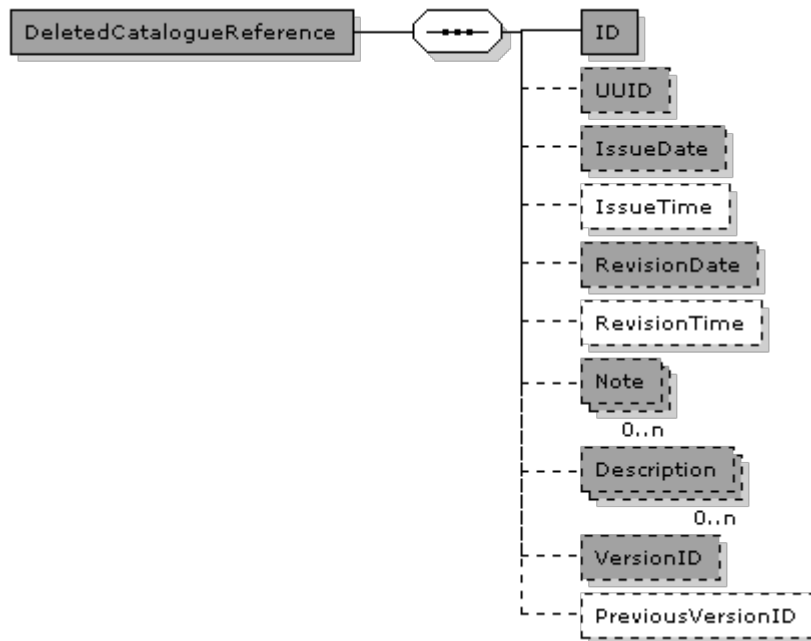 DeletedCatalogueReference
ID
UUID
IssueDate
IssueTime
RevisionDate
RevisionTime
Note
0..n
Description
0..n
VersionID
PreviousVersionID